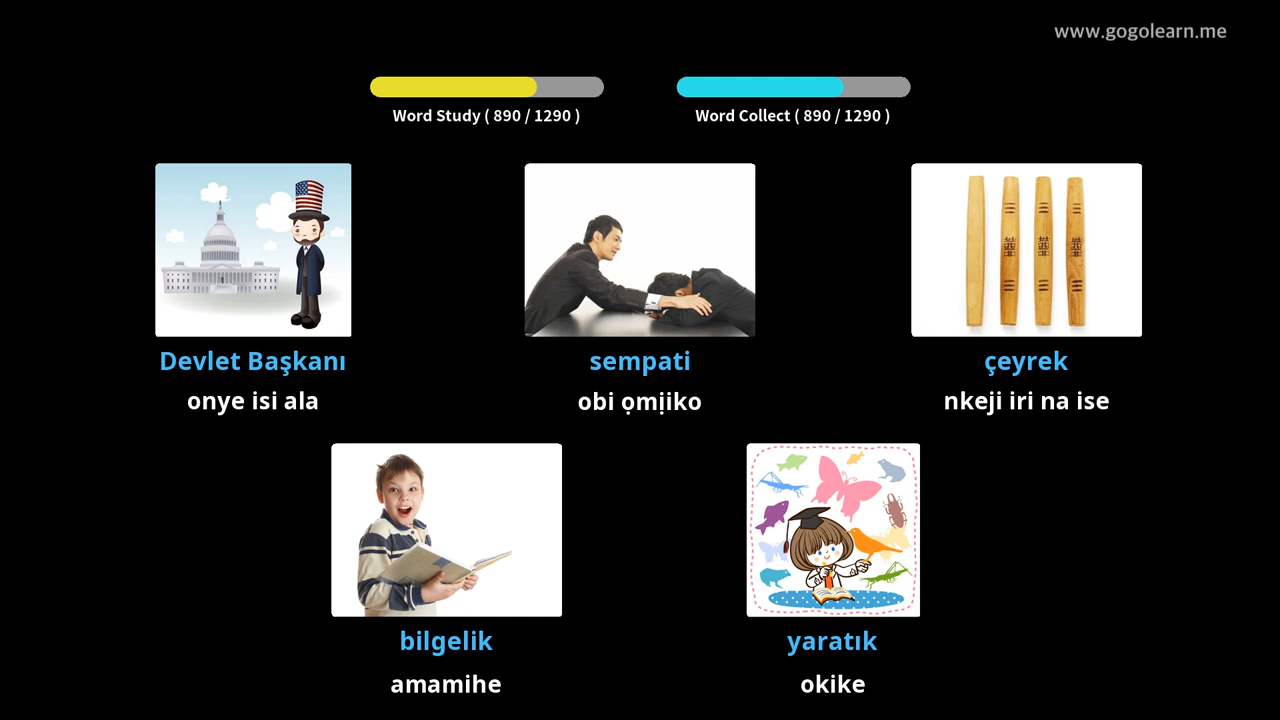 www.gogolearn.me
Word Study ( 890 / 1290 )
Word Collect ( 890 / 1290 )
Devlet Başkanı
onye isi ala
sempati
obi ọmịiko
çeyrek
nkeji iri na ise
bilgelik
amamihe
yaratık
okike